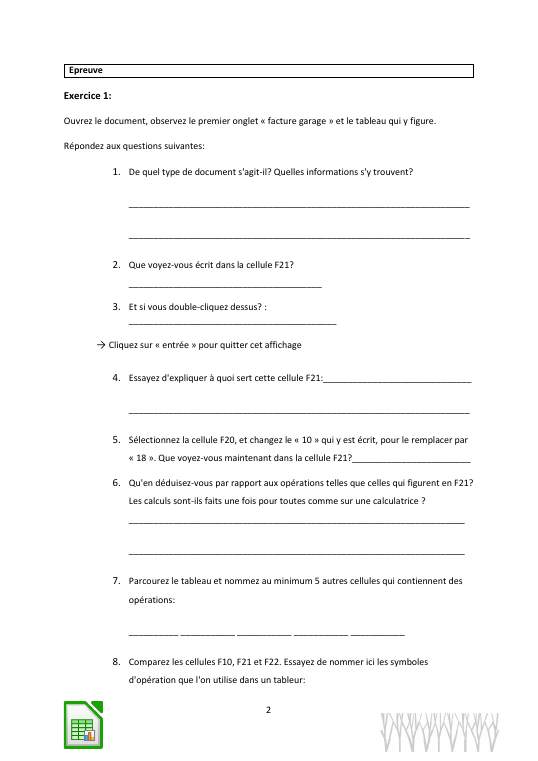 Epreuve
Exercice 1:
Ouvrez le document, observez le premier onglet « facture garage » et le tableau qui y figure.
Répondez aux questions suivantes:
1. De quel type de document s'agit-il? Quelles informations s'y trouvent?
2. Que voyez-vous écrit dans la cellule F21?
3. Et si vous double-cliquez dessus? :
→ Cliquez sur « entrée » pour quitter cet affichage
4. Essayez d'expliquer à quoi sert cette cellule F21:
5. Sélectionnez la cellule F20, et changez le « 10 » qui y est écrit, pour le remplacer par
« 18 ». Que voyez-vous maintenant dans la cellule F21?
6. Qu'en déduisez-vous par rapport aux opérations telles que celles qui figurent en F21?
Les calculs sont-ils faits une fois pour toutes comme sur une calculatrice ?
7. Parcourez le tableau et nommez au minimum 5 autres cellules qui contiennent des
opérations:
8. Comparez les cellules F10, F21 et F22. Essayez de nommer ici les symboles
d'opération que l'on utilise dans un tableur:
2